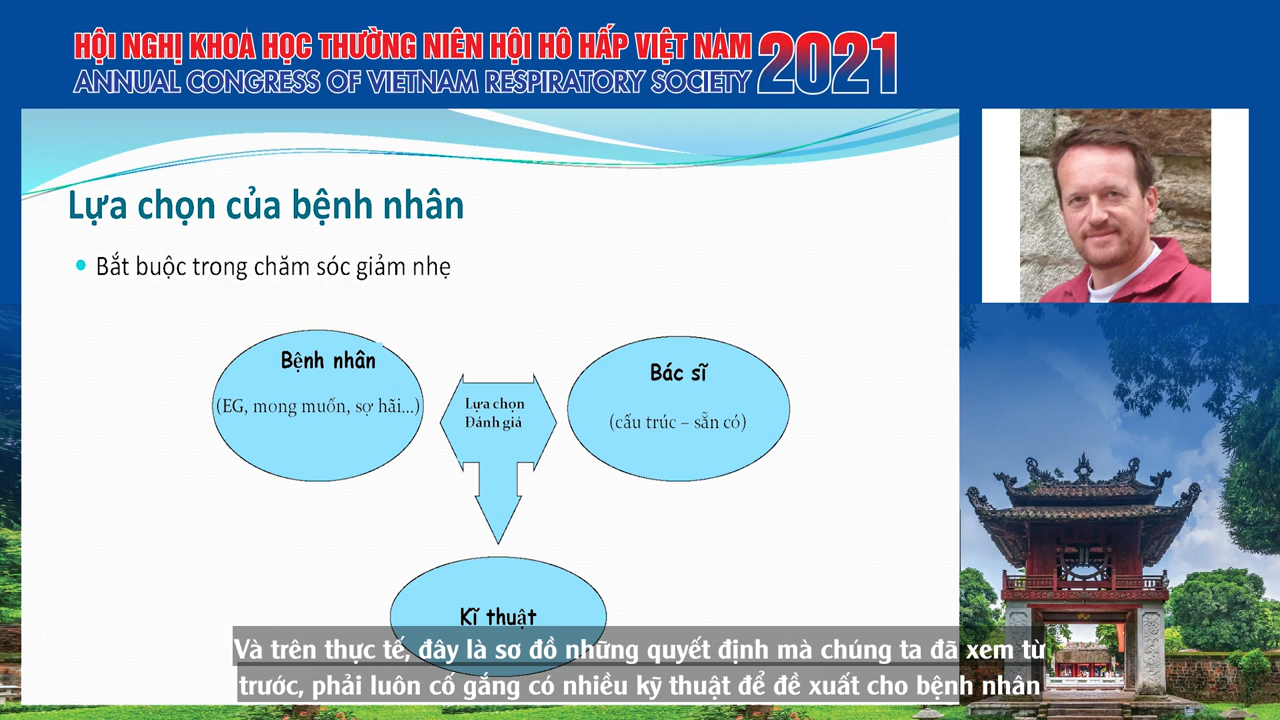 HỘI NGHỊ KHOA HỌC THƯỜNG NIÊN HỘI HÔ HẤP VIỆT NAM 2021
ANNUAL CONGRESS OF VIETNAM RESPIRATORY SOCIETY
Lựa chọn của bệnh nhân
Bắt buộc trong chăm sóc giảm nhẹ
Bệnh nhân
(EG, mong muốn, sợ hãi...)
Lựa chọn
Đánh giá
Bác sĩ
(cấu trúc – sẵn có)
Kĩ thuật
Và trên thực tế, đây là sơ đồ những quyết định mà chúng ta đã xem từ
trước, phải luôn cố gắng có nhiều kỹ thuật để đề xuất cho bệnh nhân